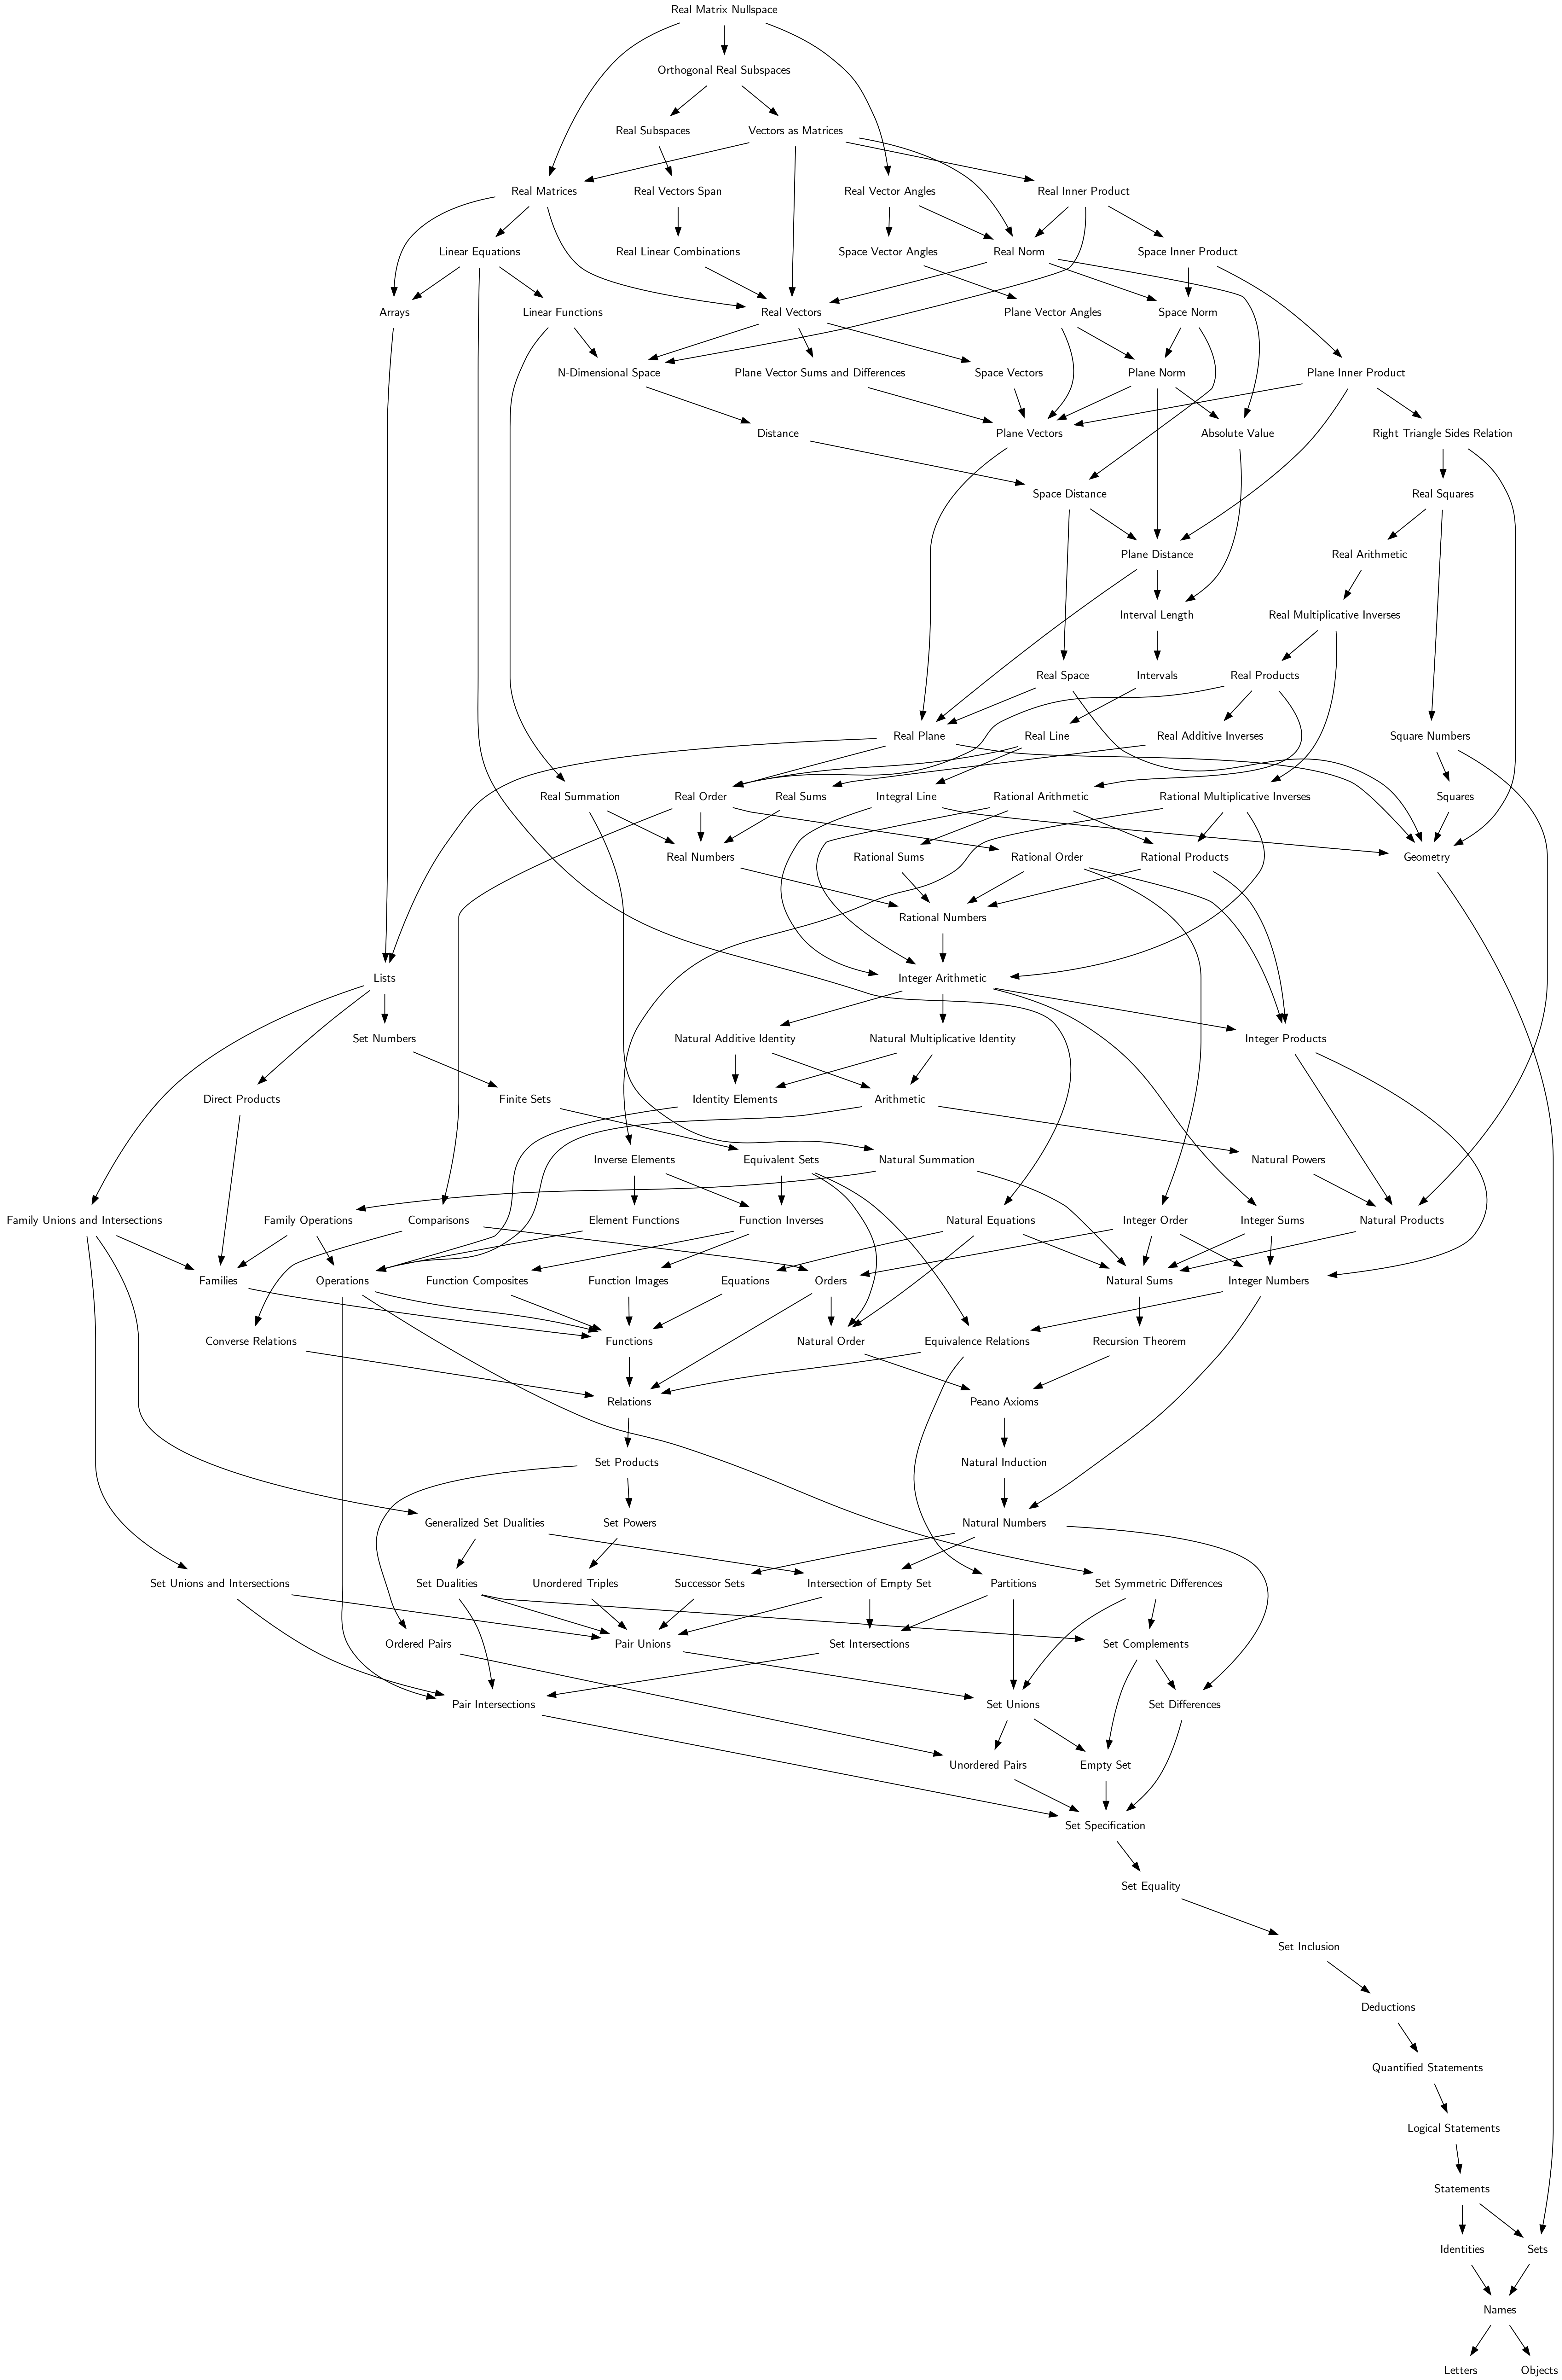 Real Matrix Nullspace
Orthogonal Real Subspaces
Real Subspaces
Vectors as Matrices
Real Matrices
Real Vectors Span
Real Vector Angles
Real Inner Product
Linear Equations
Real Linear Combinations
Space Vector Angles
Real Norm
Space Inner Product
Arrays
Linear Functions
Real Vectors
Plane Vector Angles
Space Norm
N-Dimensional Space
Plane Vector Sums and Differences
Space Vectors
Plane Norm
Plane Inner Product
Distance
Plane Vectors
Absolute Value
Right Triangle Sides Relation
Space Distance
Real Squares
Plane Distance
Real Arithmetic
Interval Length
Real Multiplicative Inverses
Real Space
Intervals
Real Products
Real Plane
Real Line
Real Additive Inverses
Square Numbers
Real Summation
Real Order
Real Sums
Integral Line
Rational Arithmetic
Rational Multiplicative Inverses
Squares
Real Numbers
Rational Sums
Rational Order
Rational Products
Geometry
Rational Numbers
Lists
Integer Arithmetic
Set Numbers
Natural Additive Identity
Natural Multiplicative Identity
Integer Products
Direct Products
Finite Sets
Identity Elements
Arithmetic
Inverse Elements
Equivalent Sets
Natural Summation
Natural Powers
Family Unions and Intersections
Family Operations
Comparisons
Element Functions
Function Inverses
Natural Equations
Integer Order
Integer Sums
Natural Products
Families
Operations
Function Composites
Function Images
Equations
Orders
Natural Sums
Integer Numbers
Converse Relations
Functions
Natural Order
Equivalence Relations
Recursion Theorem
Relations
Peano Axioms
Set Products
Natural Induction
Generalized Set Dualities
Set Powers
Natural Numbers
Set Unions and Intersections
Set Dualities
Unordered Triples
Successor Sets
Intersection of Empty Set
Partitions
Set Symmetric Differences
Ordered Pairs
Pair Unions
Set Intersections
Set Complements
Pair Intersections
Set Unions
Set Differences
Unordered Pairs
Empty Set
Set Specification
Set Equality
Set Inclusion
Deductions
Quantified Statements
Logical Statements
Statements
Identities
Sets
Names
Letters
Objects